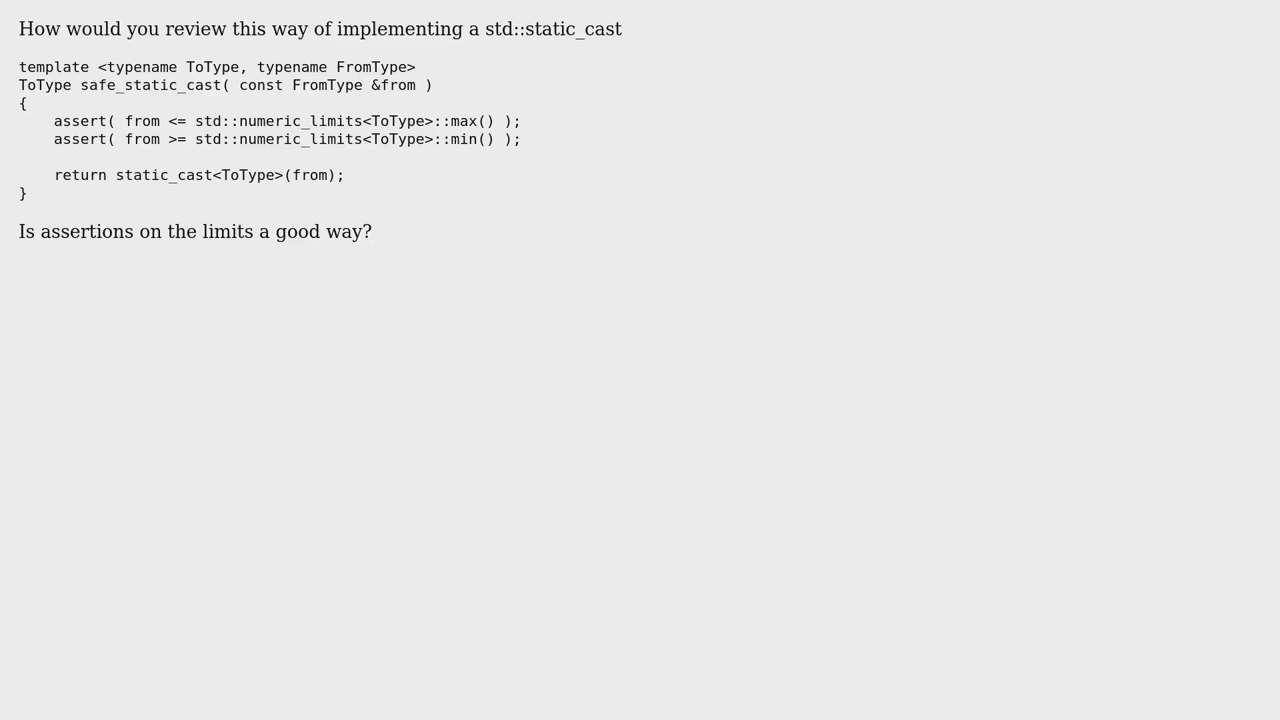 How would you review this way of implementing a std::static_cast
template <typename ToType, typename FromType>
ToType safe_static_cast( const FromType &from )
{
    assert( from <= std::numeric_limits<ToType>::max() );
    assert( from >= std::numeric_limits<ToType>::min() );

    return static_cast<ToType>(from);
}
Is assertions on the limits a good way?